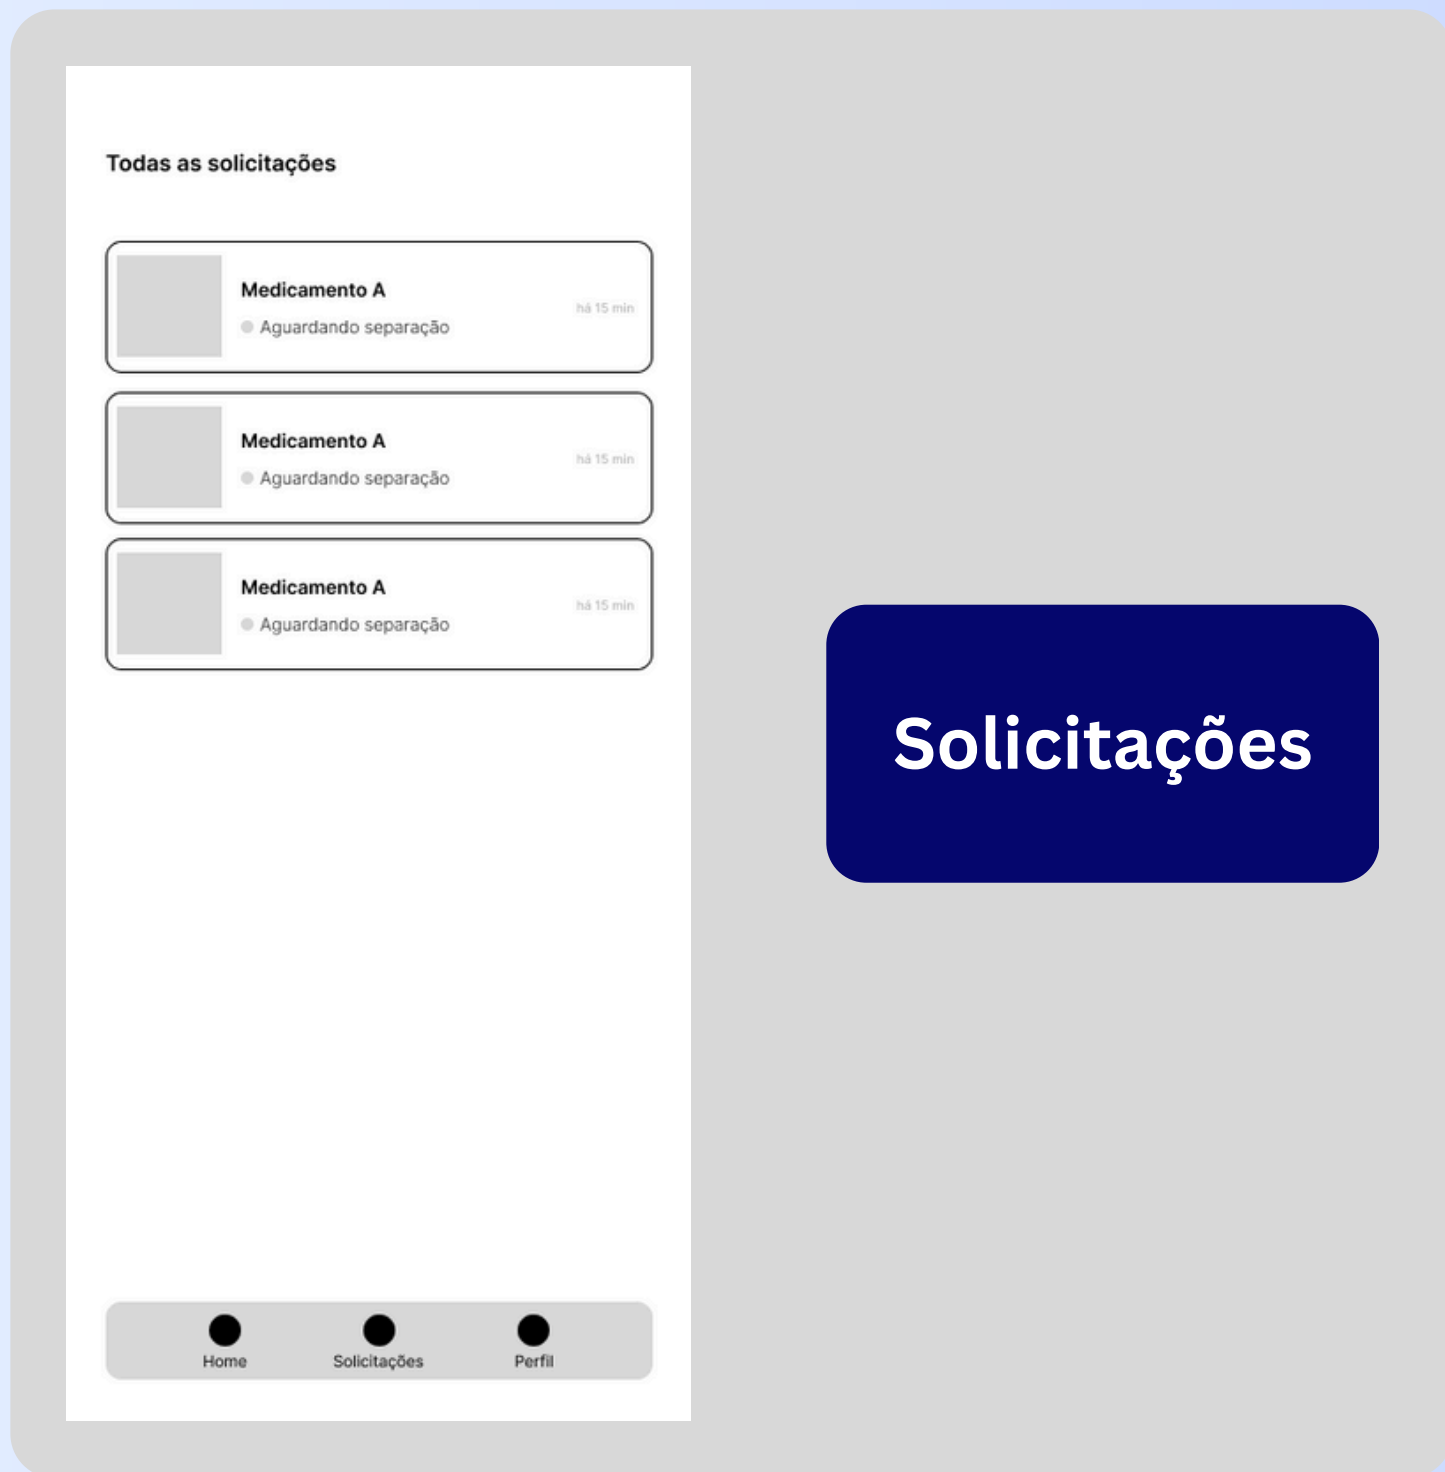 Todas as solicitações
Medicamento A
Aguardando separação
há 15 min
Medicamento A
Aguardando separação
há 15 min
Medicamento A
Aguardando separação
há 15 min
Home
Solicitações
Perfil
Solicitações